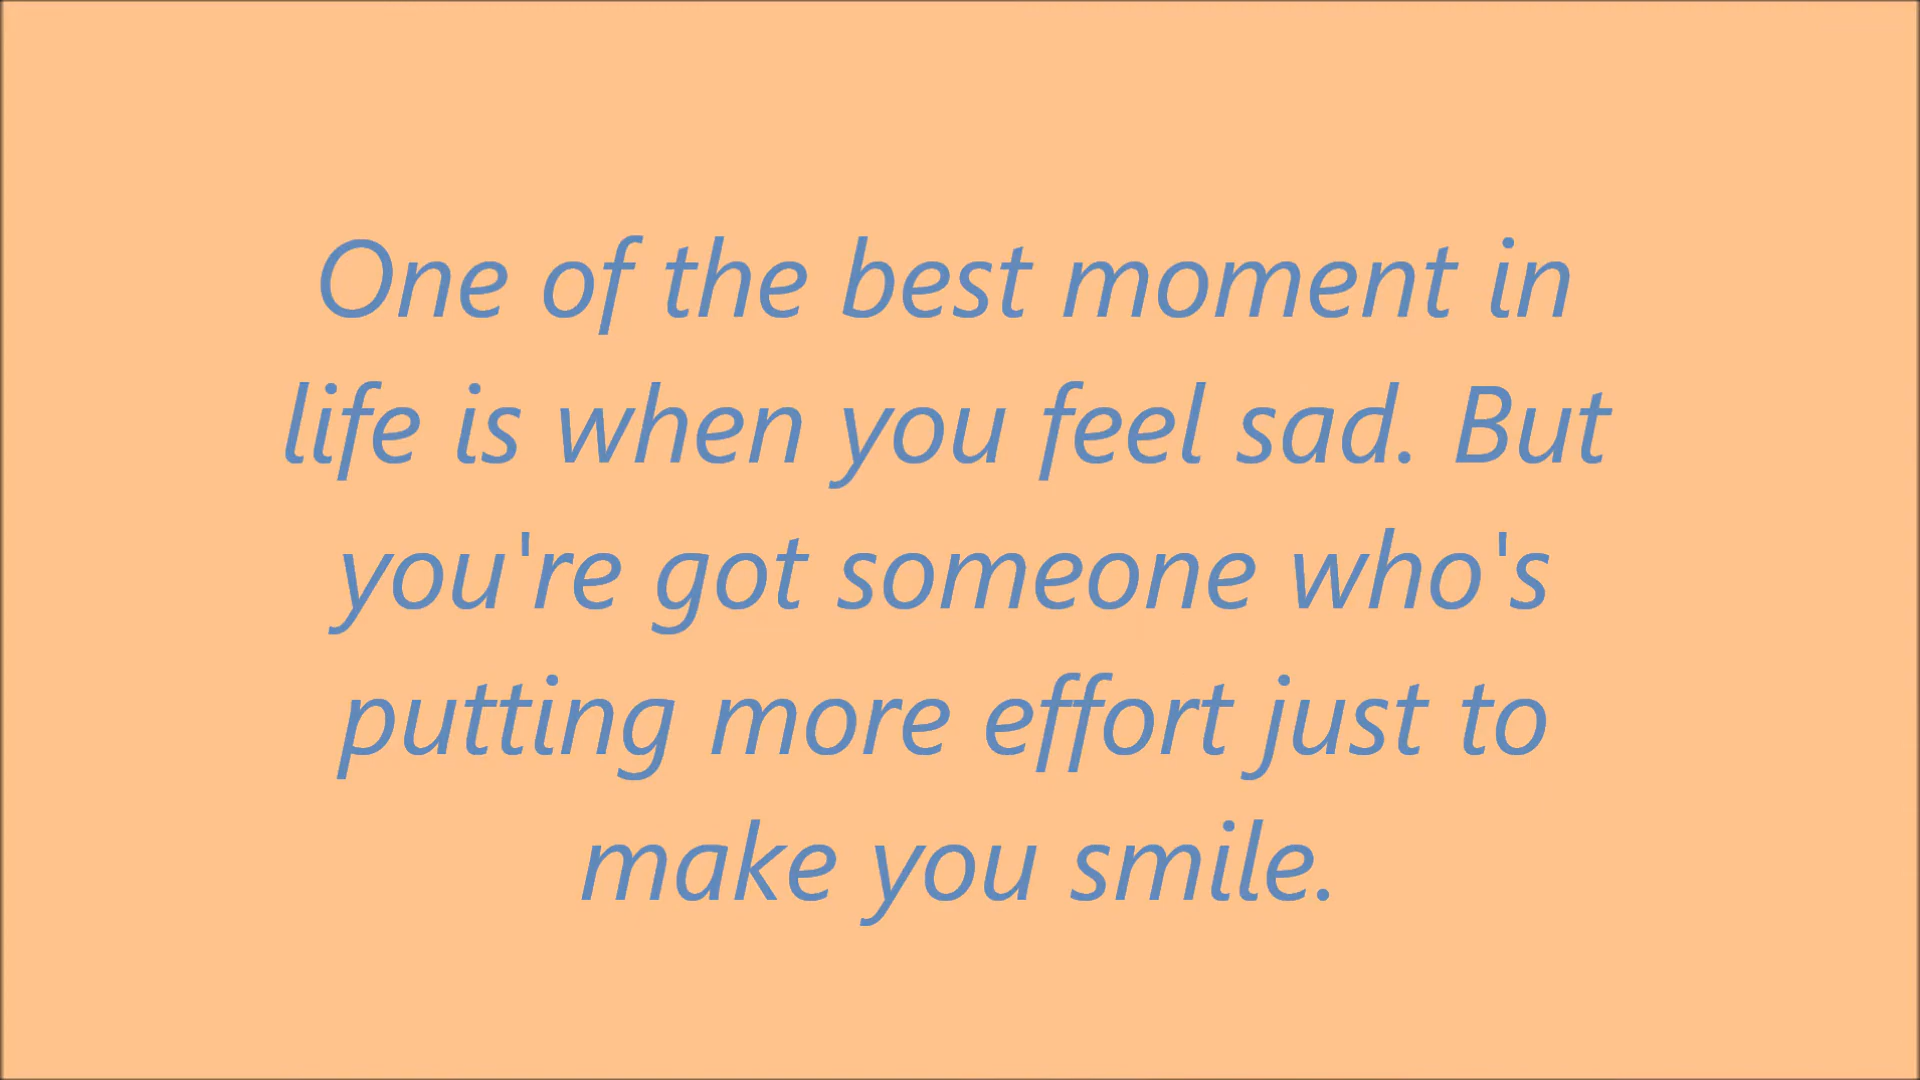 One of the best moment in
life is when you feel sad. But
you're got someone who's
putting more effort just to
make you smile.